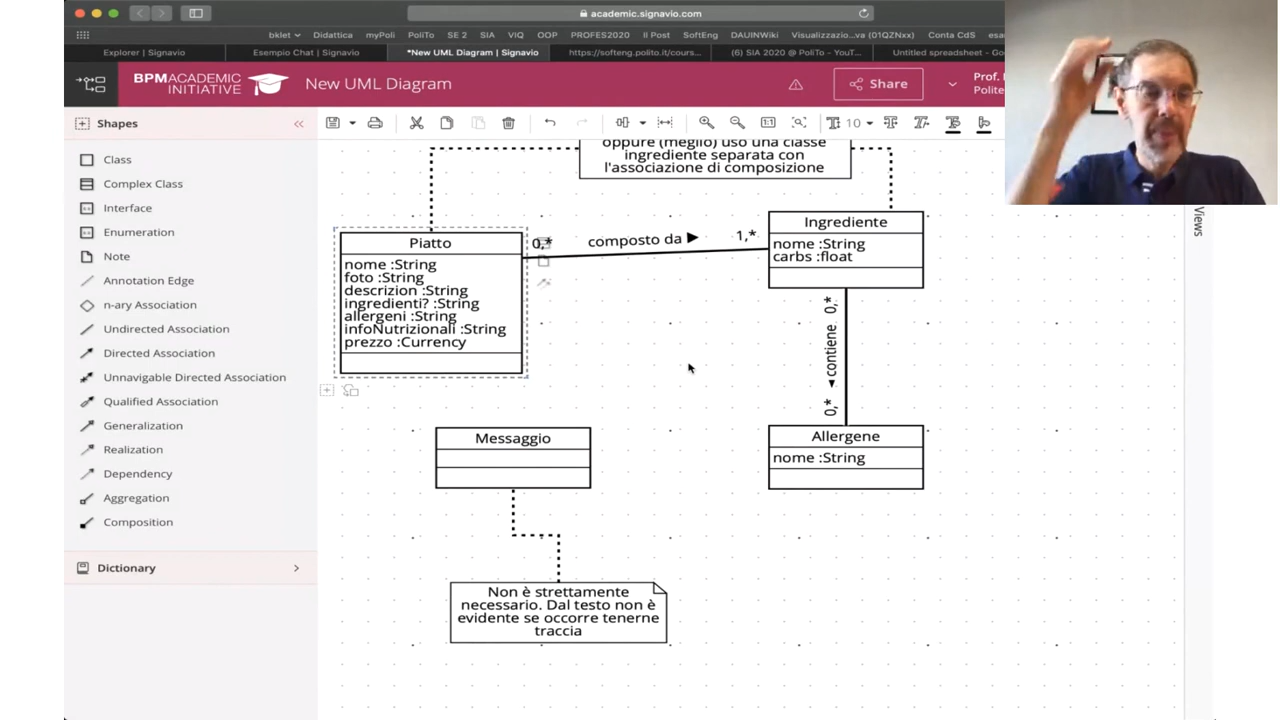 academic.signavio.com
bklet
Didattica
myPoli
PoliTo
SE 2
SIA
VIQ
OOP
PROFES2020
Il Post
SoftEng
DAUINWiki
Visualizzazio...va (01QZNxx)
Conta CdS
Explorer | Signavio
Esempio Chat | Signavio
*New UML Diagram | Signavio
https://softeng.polito.it/cours...
(6) SIA 2020 @ PoliTo - YouT...
Untitled spreadsheet - Go
BPMACADEMIC
INITIATIVE
New UML Diagram
Share
Prof.
Polite
Shapes
Class
Complex Class
Interface
Enumeration
Note
Annotation Edge
n-ary Association
Undirected Association
Directed Association
Unnavigable Directed Association
Qualified Association
Generalization
Realization
Dependency
Aggregation
Composition
Dictionary
10
Views
oppure (meglio) uso una classe
ingrediente separata con
l'associazione di composizione
Piatto
nome :String
foto :String
descrizion :String
ingredienti? :String
allergeni :String
infoNutrizionali :String
prezzo :Currency
0,*
composto da ►
1,*
Ingrediente
nome :String
carbs :float
0,*
◄ contiene
0,*
Allergene
nome :String
Messaggio
Non è strettamente
necessario. Dal testo non è
evidente se occorre tenerne
traccia